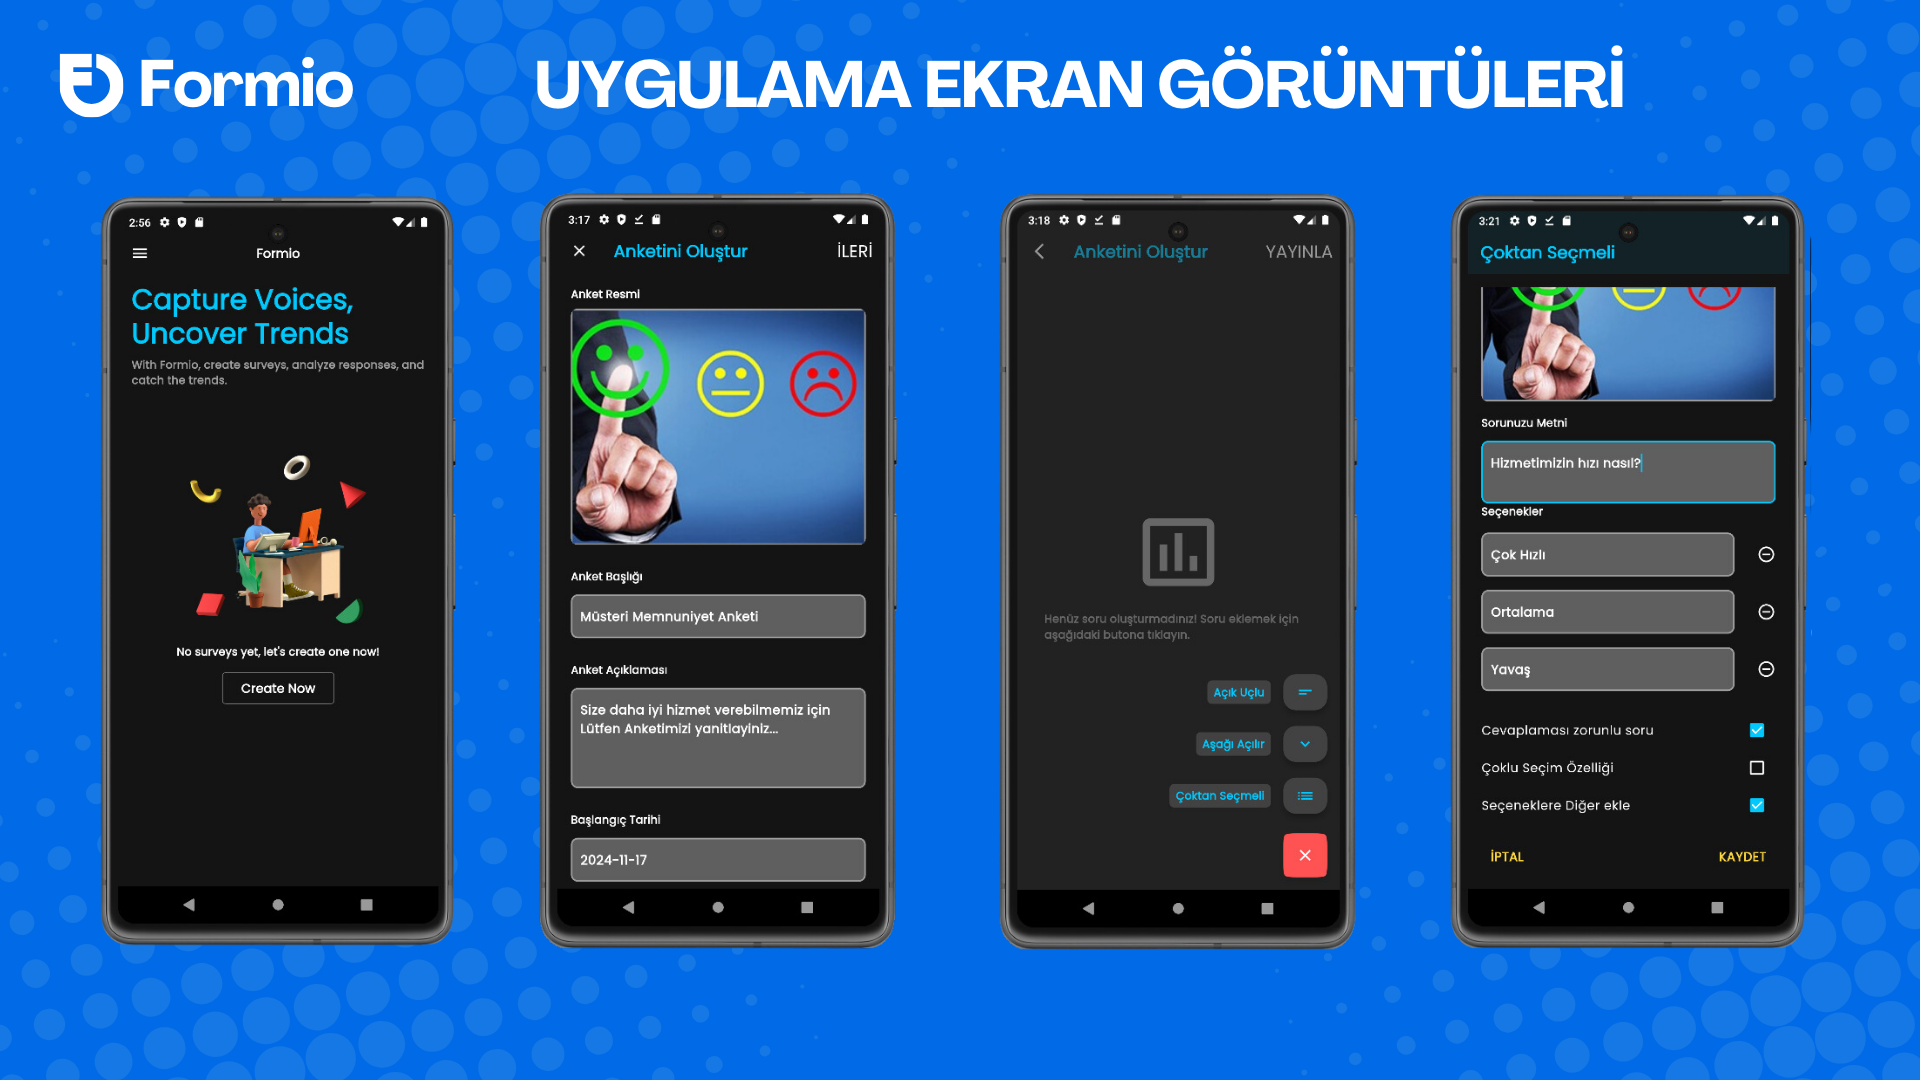 Formio
UYGULAMA EKRAN GÖRÜNTÜLERİ
2:56
Formio
Capture Voices,
Uncover Trends
With Formio, create surveys, analyze responses, and
catch the trends.
No surveys yet, let's create one now!
Create Now
3:17
Anketini Oluştur
İLERİ
Anket Resmi
Anket Başlığı
Müsteri Memnuniyet Anketi
Anket Açıklaması
Size daha iyi hizmet verebilmemiz için
Lütfen Anketimizi yanitlayiniz...
Başlangıç Tarihi
2024-11-17
3:18
Anketini Oluştur
YAYINLA
Henüz soru oluşturmadınız! Soru eklemek için
aşağıdaki butona tıklayın.
Açık Uçlu
Aşağı Açılır
Çoktan Seçmeli
3:21
Çoktan Seçmeli
Sorunuzu Metni
Hizmetimizin hızı nasıl?
Seçenekler
Çok Hızlı
Ortalama
Yavaş
Cevaplaması zorunlu soru
Çoklu Seçim Özelliği
Seçeneklere Diğer ekle
İPTAL
KAYDET